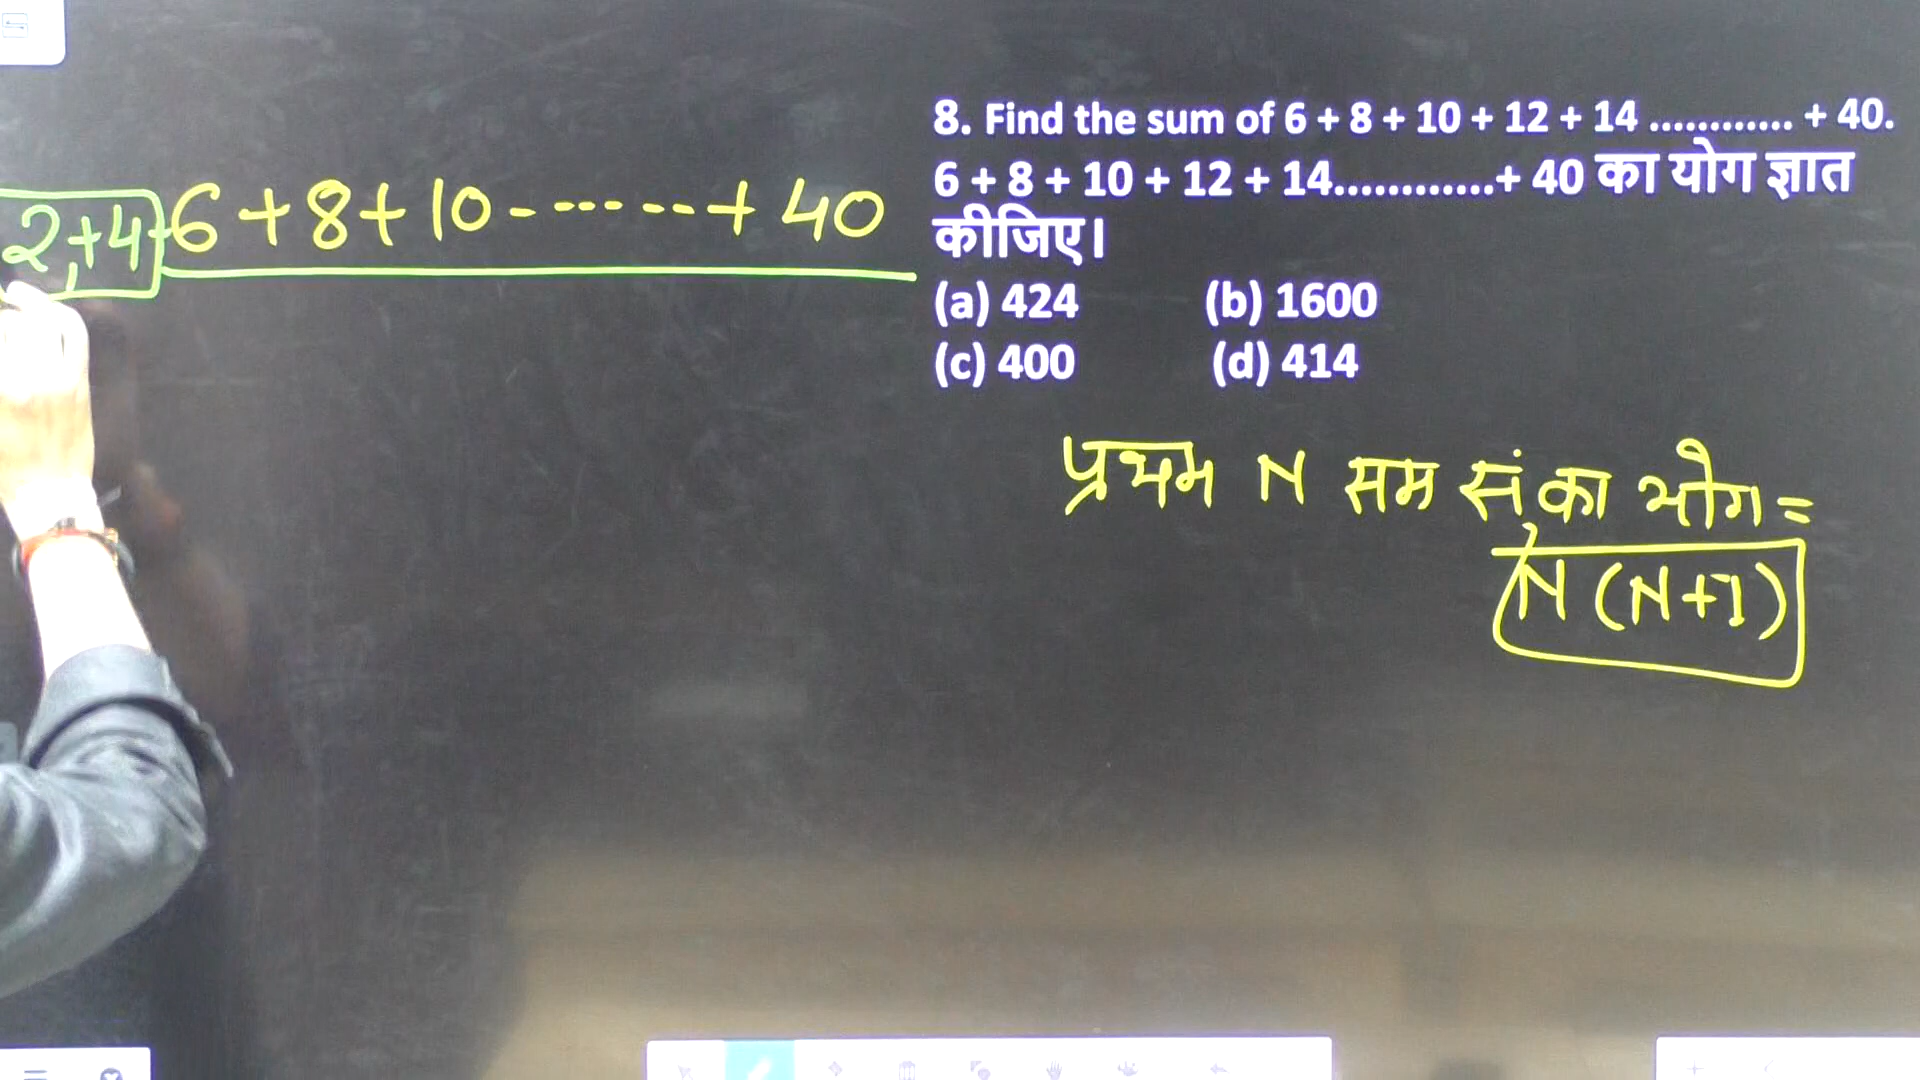 8. Find the sum of 6 + 8 + 10 + 12 + 14 ............ + 40.
6 + 8 + 10 + 12 + 14.............+ 40 का योग ज्ञात
कीजिए।
(a) 424 (b) 1600
(c) 400 (d) 414
2+4+6+8+10-------+40
प्रथम N सम सं का योग =
N(N+1)